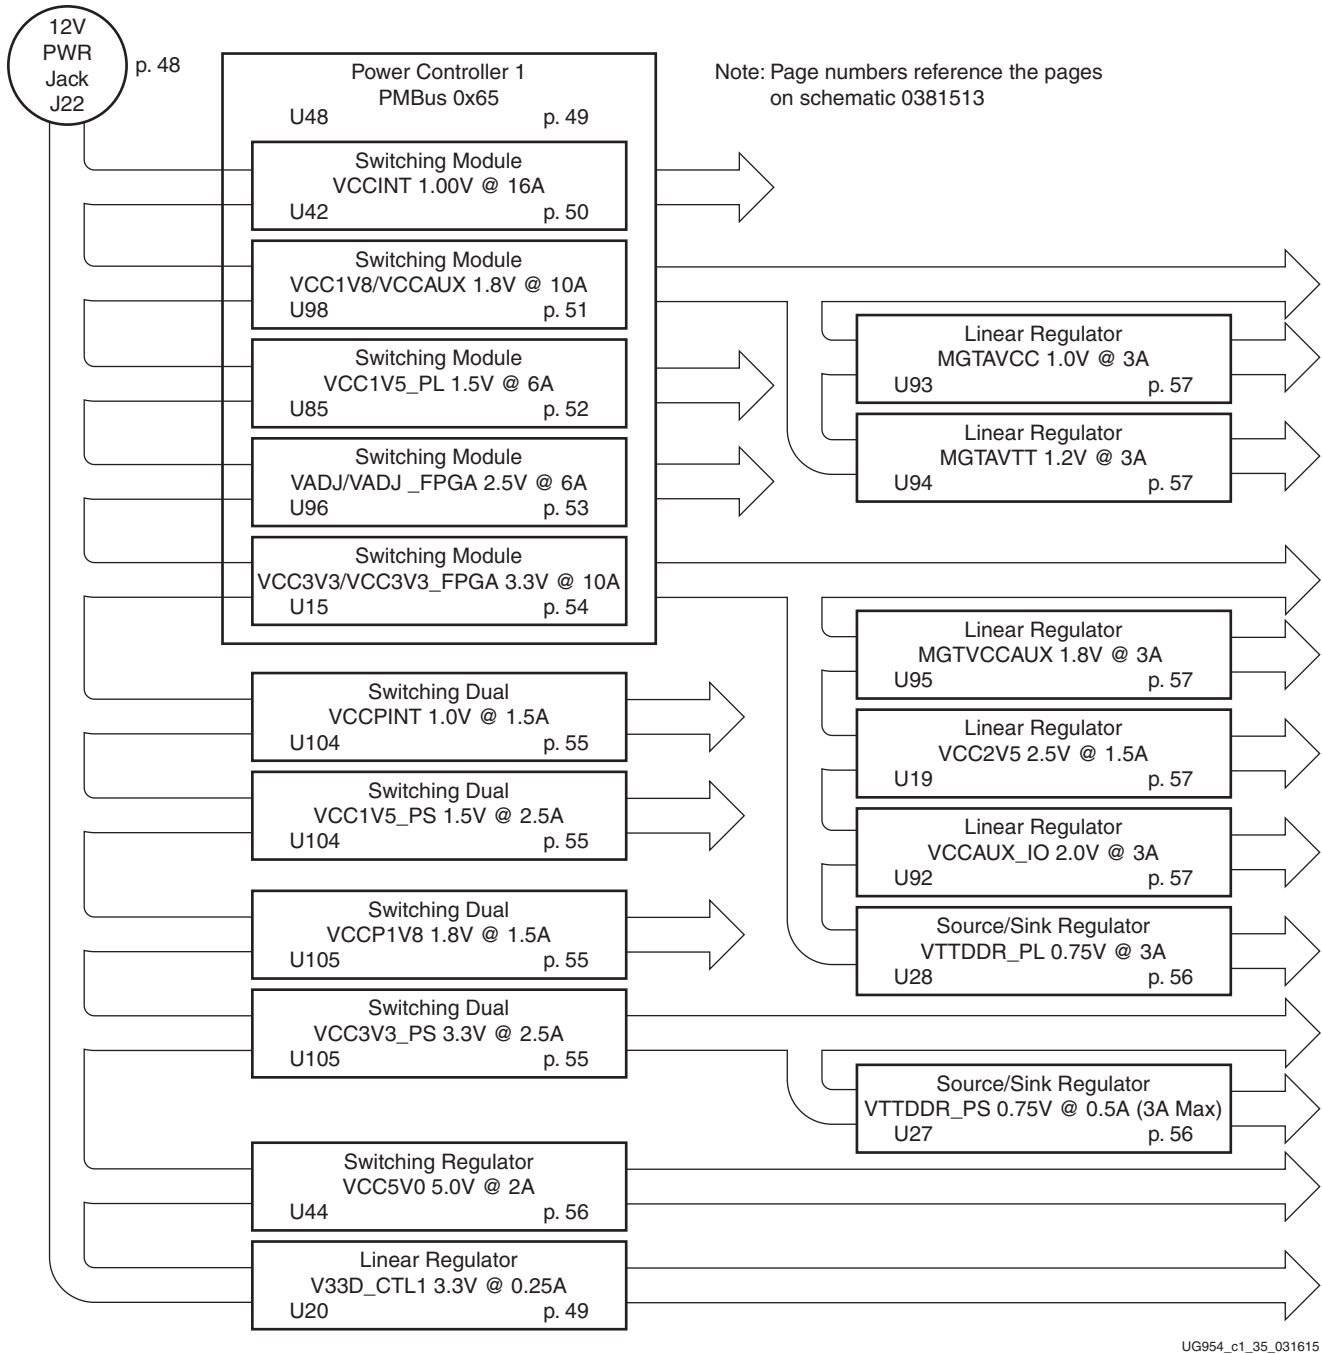 12V
PWR
Jack
J22
p. 48
Note: Page numbers reference the pages
on schematic 0381513
Power Controller 1
PMBus 0x65
U48 p. 49
Switching Module
VCCINT 1.00V @ 16A
U42 p. 50
Switching Module
VCC1V8/VCCAUX 1.8V @ 10A
U98 p. 51
Switching Module
VCC1V5_PL 1.5V @ 6A
U85 p. 52
Switching Module
VADJ/VADJ _FPGA 2.5V @ 6A
U96 p. 53
Switching Module
VCC3V3/VCC3V3_FPGA 3.3V @ 10A
U15 p. 54
Switching Dual
VCCPINT 1.0V @ 1.5A
U104 p. 55
Switching Dual
VCC1V5_PS 1.5V @ 2.5A
U104 p. 55
Switching Dual
VCCP1V8 1.8V @ 1.5A
U105 p. 55
Switching Dual
VCC3V3_PS 3.3V @ 2.5A
U105 p. 55
Switching Regulator
VCC5V0 5.0V @ 2A
U44 p. 56
Linear Regulator
V33D_CTL1 3.3V @ 0.25A
U20 p. 49
Linear Regulator
MGTAVCC 1.0V @ 3A
U93 p. 57
Linear Regulator
MGTAVTT 1.2V @ 3A
U94 p. 57
Linear Regulator
MGTVCCAUX 1.8V @ 3A
U95 p. 57
Linear Regulator
VCC2V5 2.5V @ 1.5A
U19 p. 57
Linear Regulator
VCCAUX_IO 2.0V @ 3A
U92 p. 57
Source/Sink Regulator
VTTDDR_PL 0.75V @ 3A
U28 p. 56
Source/Sink Regulator
VTTDDR_PS 0.75V @ 0.5A (3A Max)
U27 p. 56
UG954_c1_35_031615